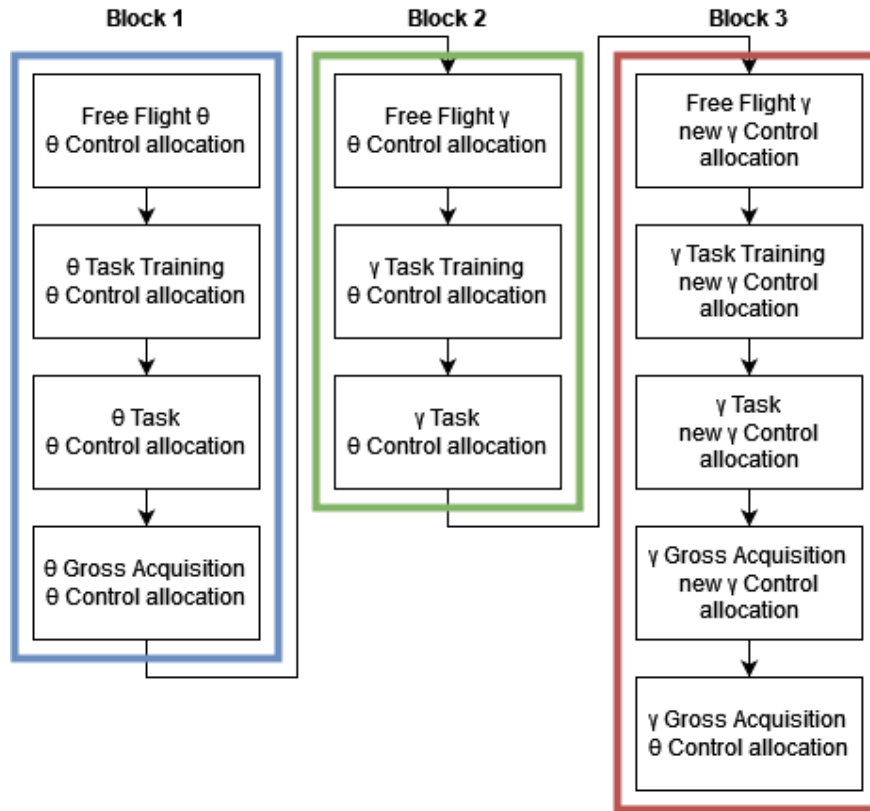 Block 1
Free Flight θ
θ Control allocation
θ Task Training
θ Control allocation
θ Task
θ Control allocation
θ Gross Acquisition
θ Control allocation
Block 2
Free Flight γ
θ Control allocation
γ Task Training
θ Control allocation
γ Task
θ Control allocation
Block 3
Free Flight γ
new γ Control
allocation
γ Task Training
new γ Control
allocation
γ Task
new γ Control
allocation
γ Gross Acquisition
new γ Control
allocation
γ Gross Acquisition
θ Control allocation